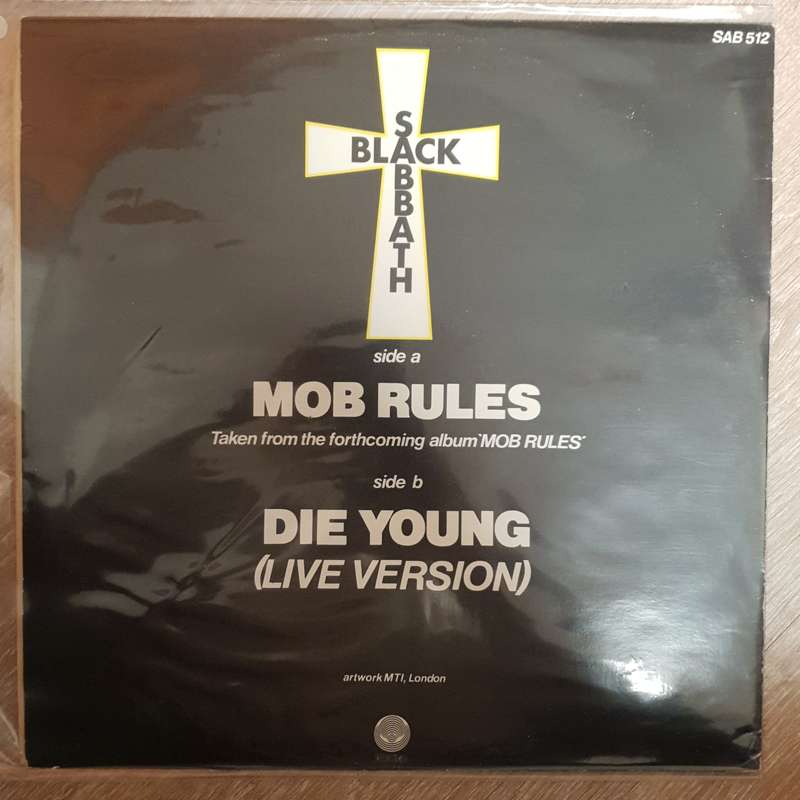 SAB 512
BLACK
SABBATH
side a
MOB RULES
Taken from the forthcoming album "MOB RULES"
side b
DIE YOUNG
(LIVE VERSION)
artwork MTI, London